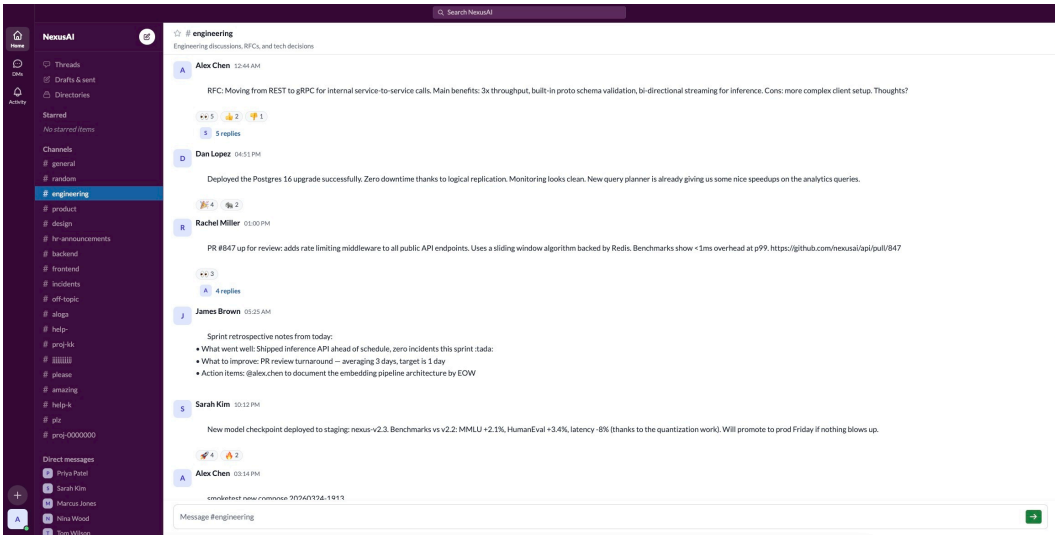 Search NexusAI
Home
DMs
Activity
A
NexusAI
Threads
Drafts & sent
Directories
Starred
No starred items
Channels
# general
# random
# engineering
# product
# design
# hr-announcements
# backend
# frontend
# incidents
# off-topic
# aloga
# help-
# proj-kk
# jjjjjjjjjj
# please
# amazing
# help-k
# plz
# proj-0000000
Direct messages
P Priya Patel
S Sarah Kim
M Marcus Jones
N Nina Wood
T Tom Wilson
# engineering
Engineering discussions, RFCs, and tech decisions
A Alex Chen 12:44 AM
RFC: Moving from REST to gRPC for internal service-to-service calls. Main benefits: 3x throughput, built-in proto schema validation, bi-directional streaming for inference. Cons: more complex client setup. Thoughts?
5 2 1
S 5 replies
D Dan Lopez 04:51 PM
Deployed the Postgres 16 upgrade successfully. Zero downtime thanks to logical replication. Monitoring looks clean. New query planner is already giving us some nice speedups on the analytics queries.
4 2
R Rachel Miller 01:00 PM
PR #847 up for review: adds rate limiting middleware to all public API endpoints. Uses a sliding window algorithm backed by Redis. Benchmarks show <1ms overhead at p99. https://github.com/nexusai/api/pull/847
3
A 4 replies
J James Brown 05:25 AM
Sprint retrospective notes from today:
• What went well: Shipped inference API ahead of schedule, zero incidents this sprint :tada:
• What to improve: PR review turnaround — averaging 3 days, target is 1 day
• Action items: @alex.chen to document the embedding pipeline architecture by EOW
S Sarah Kim 10:12 PM
New model checkpoint deployed to staging: nexus-v2.3. Benchmarks vs v2.2: MMLU +2.1%, HumanEval +3.4%, latency -8% (thanks to the quantization work). Will promote to prod Friday if nothing blows up.
4 2
A Alex Chen 03:14 PM
smoketest new compose 20260324-1913
Message #engineering